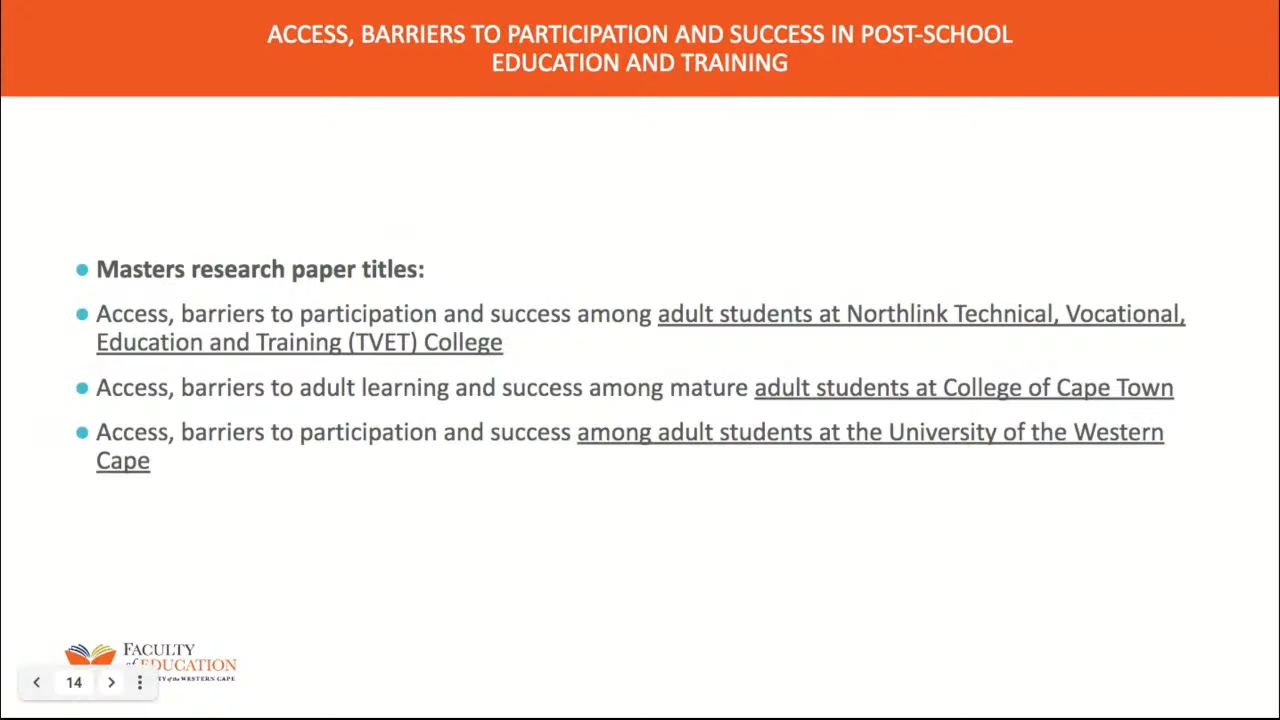 ACCESS, BARRIERS TO PARTICIPATION AND SUCCESS IN POST-SCHOOL
EDUCATION AND TRAINING
Masters research paper titles:
Access, barriers to participation and success among adult students at Northlink Technical, Vocational,
Education and Training (TVET) College
Access, barriers to adult learning and success among mature adult students at College of Cape Town
Access, barriers to participation and success among adult students at the University of the Western
Cape
FACULTY
of EDUCATION
of the WESTERN CAPE
14